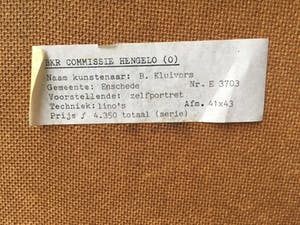 BKR COMMISSIE HENGELO (O)
Naam kunstenaar: B. Kluivers
Gemeente: Enschede Nr. E 3703
Voorstellende: zelfportret
Techniek: lino's Afm. 41x43
Prijs ƒ 4.350 totaal (serie)